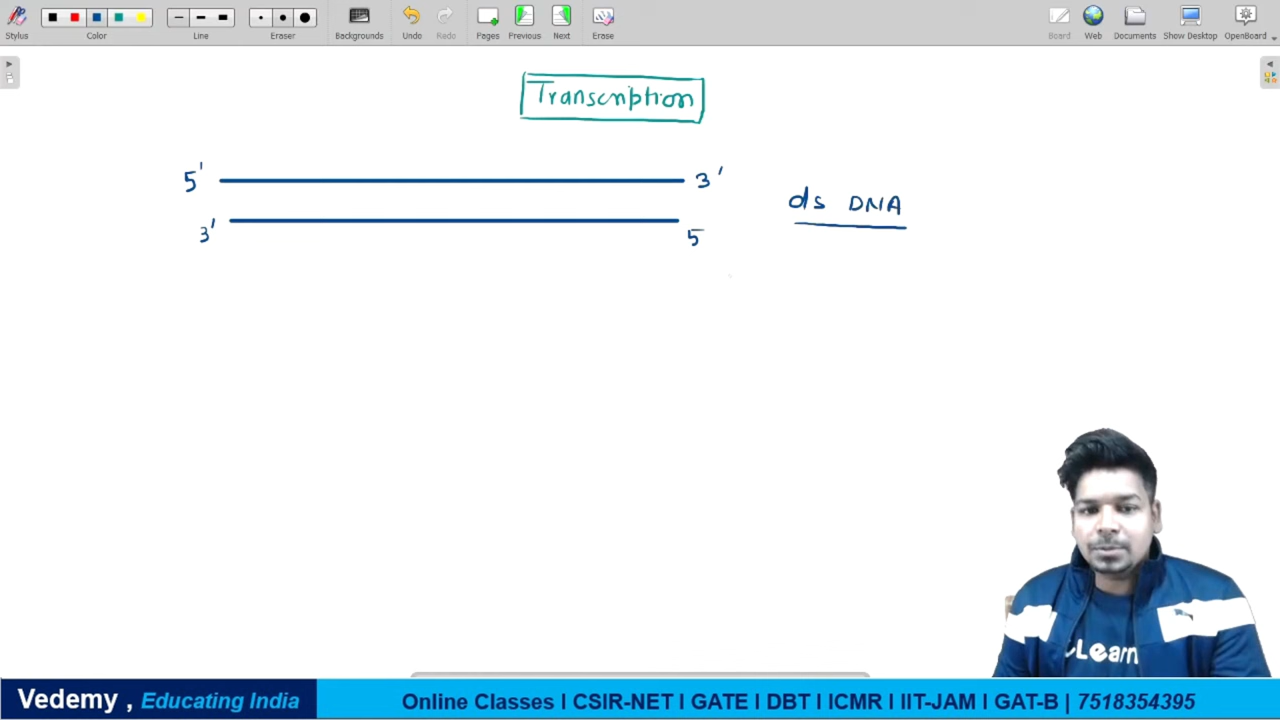 Stylus Color Line Eraser Backgrounds Undo Redo Pages Previous Next Erase Board Web Documents Show Desktop OpenBoard
Transcription
5' 3'
ds DNA
3' 5
cLearn
Vedemy , Educating India
Online Classes I CSIR-NET I GATE I DBT I ICMR I IIT-JAM I GAT-B | 7518354395